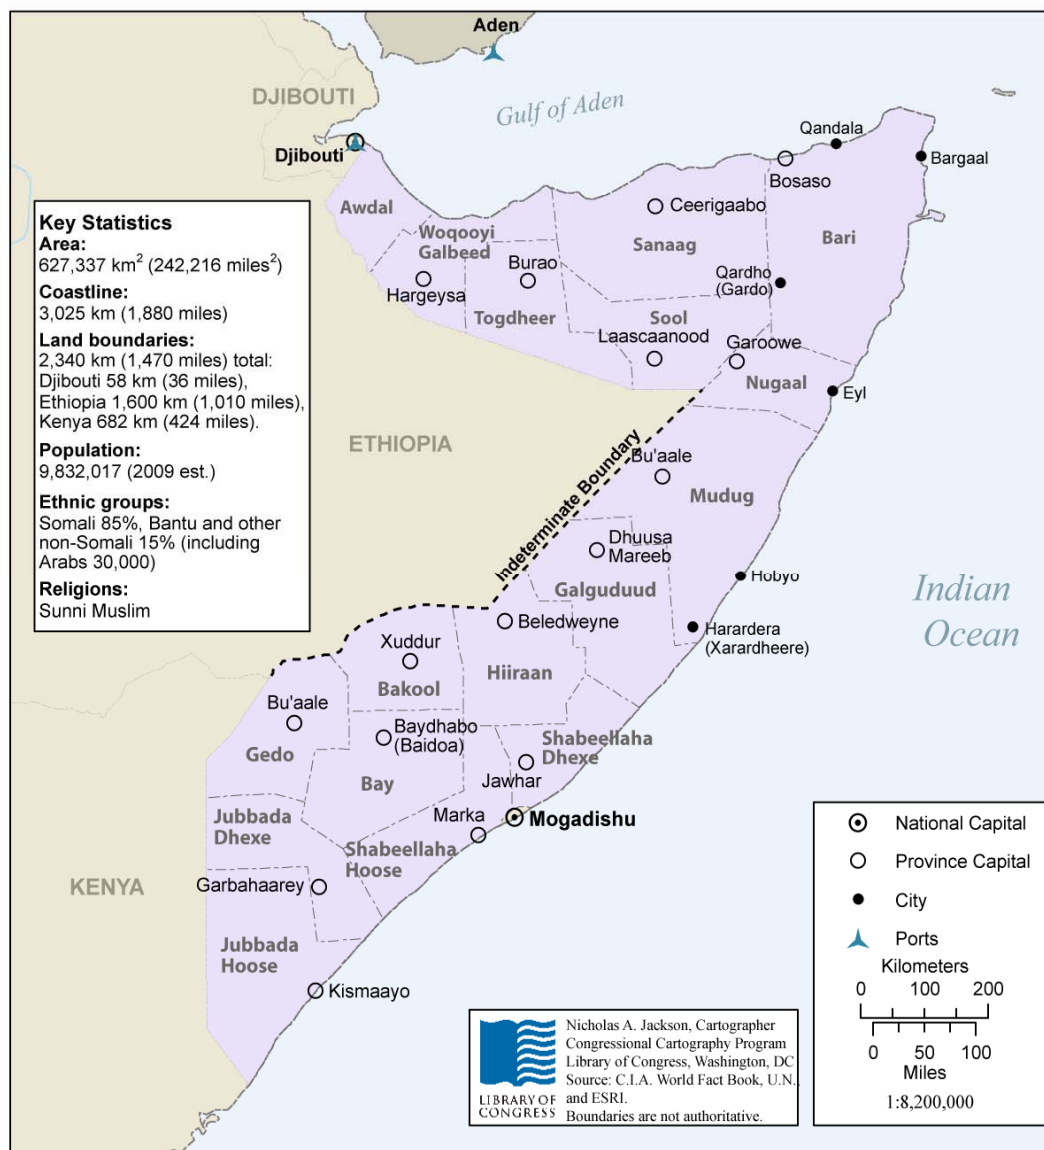 Aden
Gulf of Aden
DJIBOUTI
Djibouti
Qandala
Bargaal
Bosaso
Awdal
Ceerigaabo
Woqooyi
Galbeed
Sanaag
Bari
Burao
Hargeysa
Qardho
(Gardo)
Togdheer
Sool
Laascaanood
Garoowe
Nugaal
Eyl
Key Statistics
Area:
627,337 km² (242,216 miles²)
Coastline:
3,025 km (1,880 miles)
Land boundaries:
2,340 km (1,470 miles) total:
Djibouti 58 km (36 miles),
Ethiopia 1,600 km (1,010 miles),
Kenya 682 km (424 miles).
Population:
9,832,017 (2009 est.)
Ethnic groups:
Somali 85%, Bantu and other
non-Somali 15% (including
Arabs 30,000)
Religions:
Sunni Muslim
ETHIOPIA
Indeterminate Boundary
Bu'aale
Mudug
Dhuusa
Mareeb
Galguduud
Hobyo
Indian
Ocean
Beledweyne
Harardera
(Xarardheere)
Xuddur
Hiiraan
Bakool
Bu'aale
Baydhabo
(Baidoa)
Gedo
Shabeellaha
Dhexe
Bay
Jawhar
Jubbada
Dhexe
Marka
Mogadishu
Shabeellaha
Hoose
KENYA
Garbahaarey
Jubbada
Hoose
Kismaayo
National Capital
Province Capital
City
Ports
Kilometers
0 100 200
0 50 100
Miles
1:8,200,000
LIBRARY OF
CONGRESS
Nicholas A. Jackson, Cartographer
Congressional Cartography Program
Library of Congress, Washington, DC
Source: C.I.A. World Fact Book, U.N.,
and ESRI.
Boundaries are not authoritative.